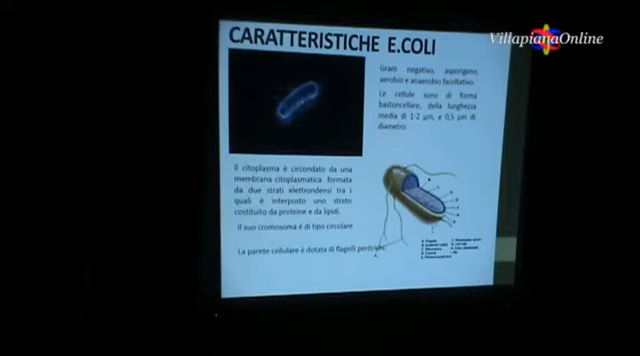 VillapianaOnline
CARATTERISTICHE E.COLI
Gram negativo, asporigeno,
aerobio e anaerobio facoltativo.
Le cellule sono di forma
bastoncellare, della lunghezza
media di 1-2 µm, e 0,5 µm di
diametro.
Il citoplasma è circondato da una
membrana citoplasmatica formata
da due strati elettrondensi tra i
quali è interposto uno strato
costituito da proteine e da lipidi.
Il suo cromosoma è di tipo circolare
La parete cellulare è dotata di flagelli peritrichi.